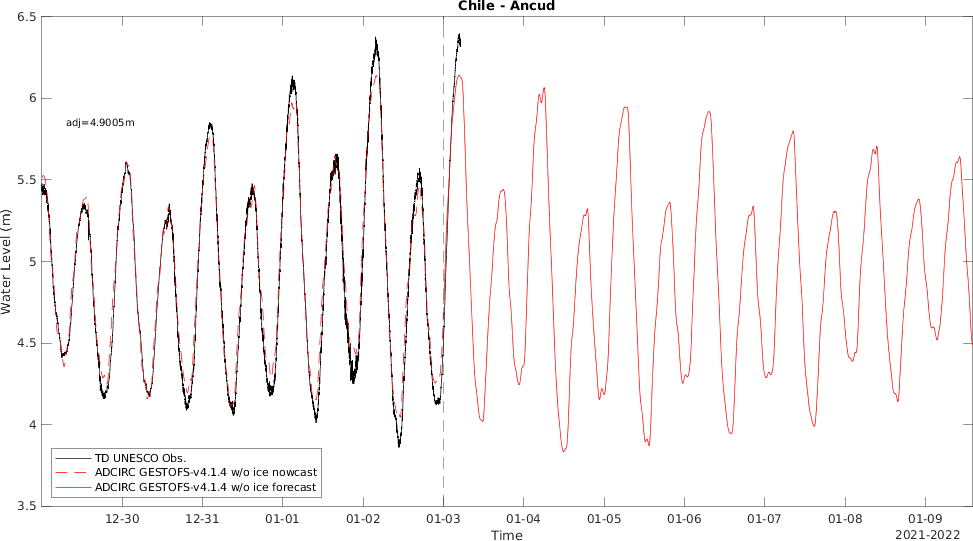 Chile - Ancud
6.5
6
5.5
5
4.5
4
3.5
Water Level (m)
adj=4.9005m
TD UNESCO Obs.
ADCIRC GESTOFS-v4.1.4 w/o ice nowcast
ADCIRC GESTOFS-v4.1.4 w/o ice forecast
12-30 12-31 01-01 01-02 01-03 01-04 01-05 01-06 01-07 01-08 01-09
Time
2021-2022